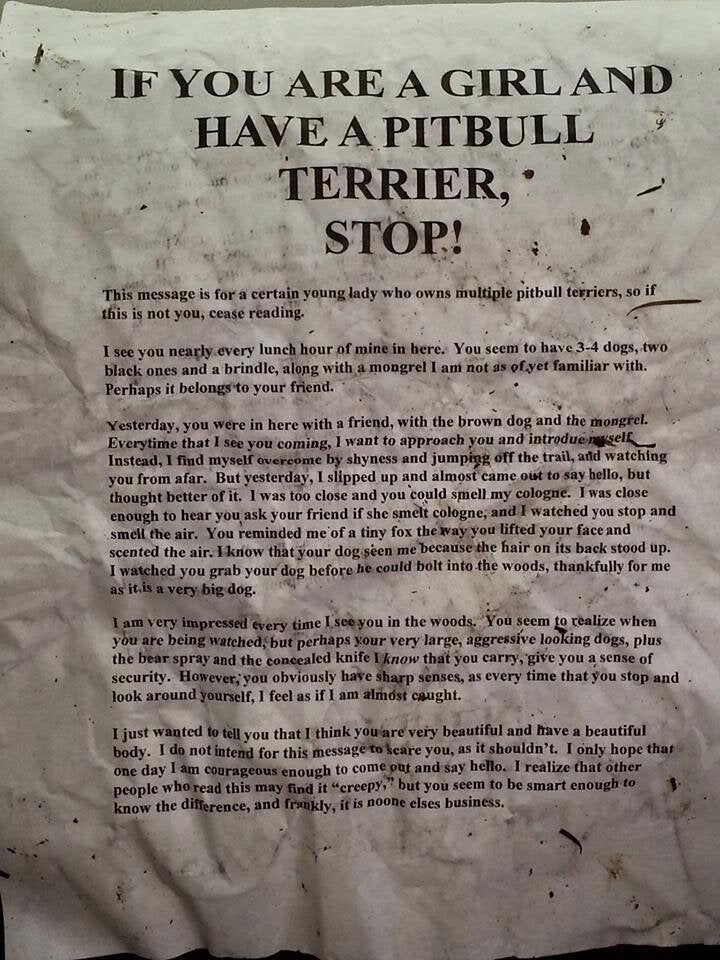 IF YOU ARE A GIRL AND
HAVE A PITBULL
TERRIER,
STOP!
This message is for a certain young lady who owns multiple pitbull terriers, so if
this is not you, cease reading.
I see you nearly every lunch hour of mine in here. You seem to have 3-4 dogs, two
black ones and a brindle, along with a mongrel I am not as of yet familiar with.
Perhaps it belongs to your friend.
Yesterday, you were in here with a friend, with the brown dog and the mongrel.
Everytime that I see you coming, I want to approach you and introdue myself.
Instead, I find myself overcome by shyness and jumping off the trail, and watching
you from afar. But yesterday, I slipped up and almost came out to say hello, but
thought better of it. I was too close and you could smell my cologne. I was close
enough to hear you ask your friend if she smelt cologne, and I watched you stop and
smell the air. You reminded me of a tiny fox the way you lifted your face and
scented the air. I know that your dog seen me because the hair on its back stood up.
I watched you grab your dog before he could bolt into the woods, thankfully for me
as it is a very big dog.
I am very impressed every time I see you in the woods. You seem to realize when
you are being watched, but perhaps your very large, aggressive looking dogs, plus
the bear spray and the concealed knife I know that you carry, give you a sense of
security. However, you obviously have sharp senses, as every time that you stop and
look around yourself, I feel as if I am almost caught.
I just wanted to tell you that I think you are very beautiful and have a beautiful
body. I do not intend for this message to scare you, as it shouldn't. I only hope that
one day I am courageous enough to come out and say hello. I realize that other
people who read this may find it "creepy," but you seem to be smart enough to
know the difference, and frankly, it is noone elses business.